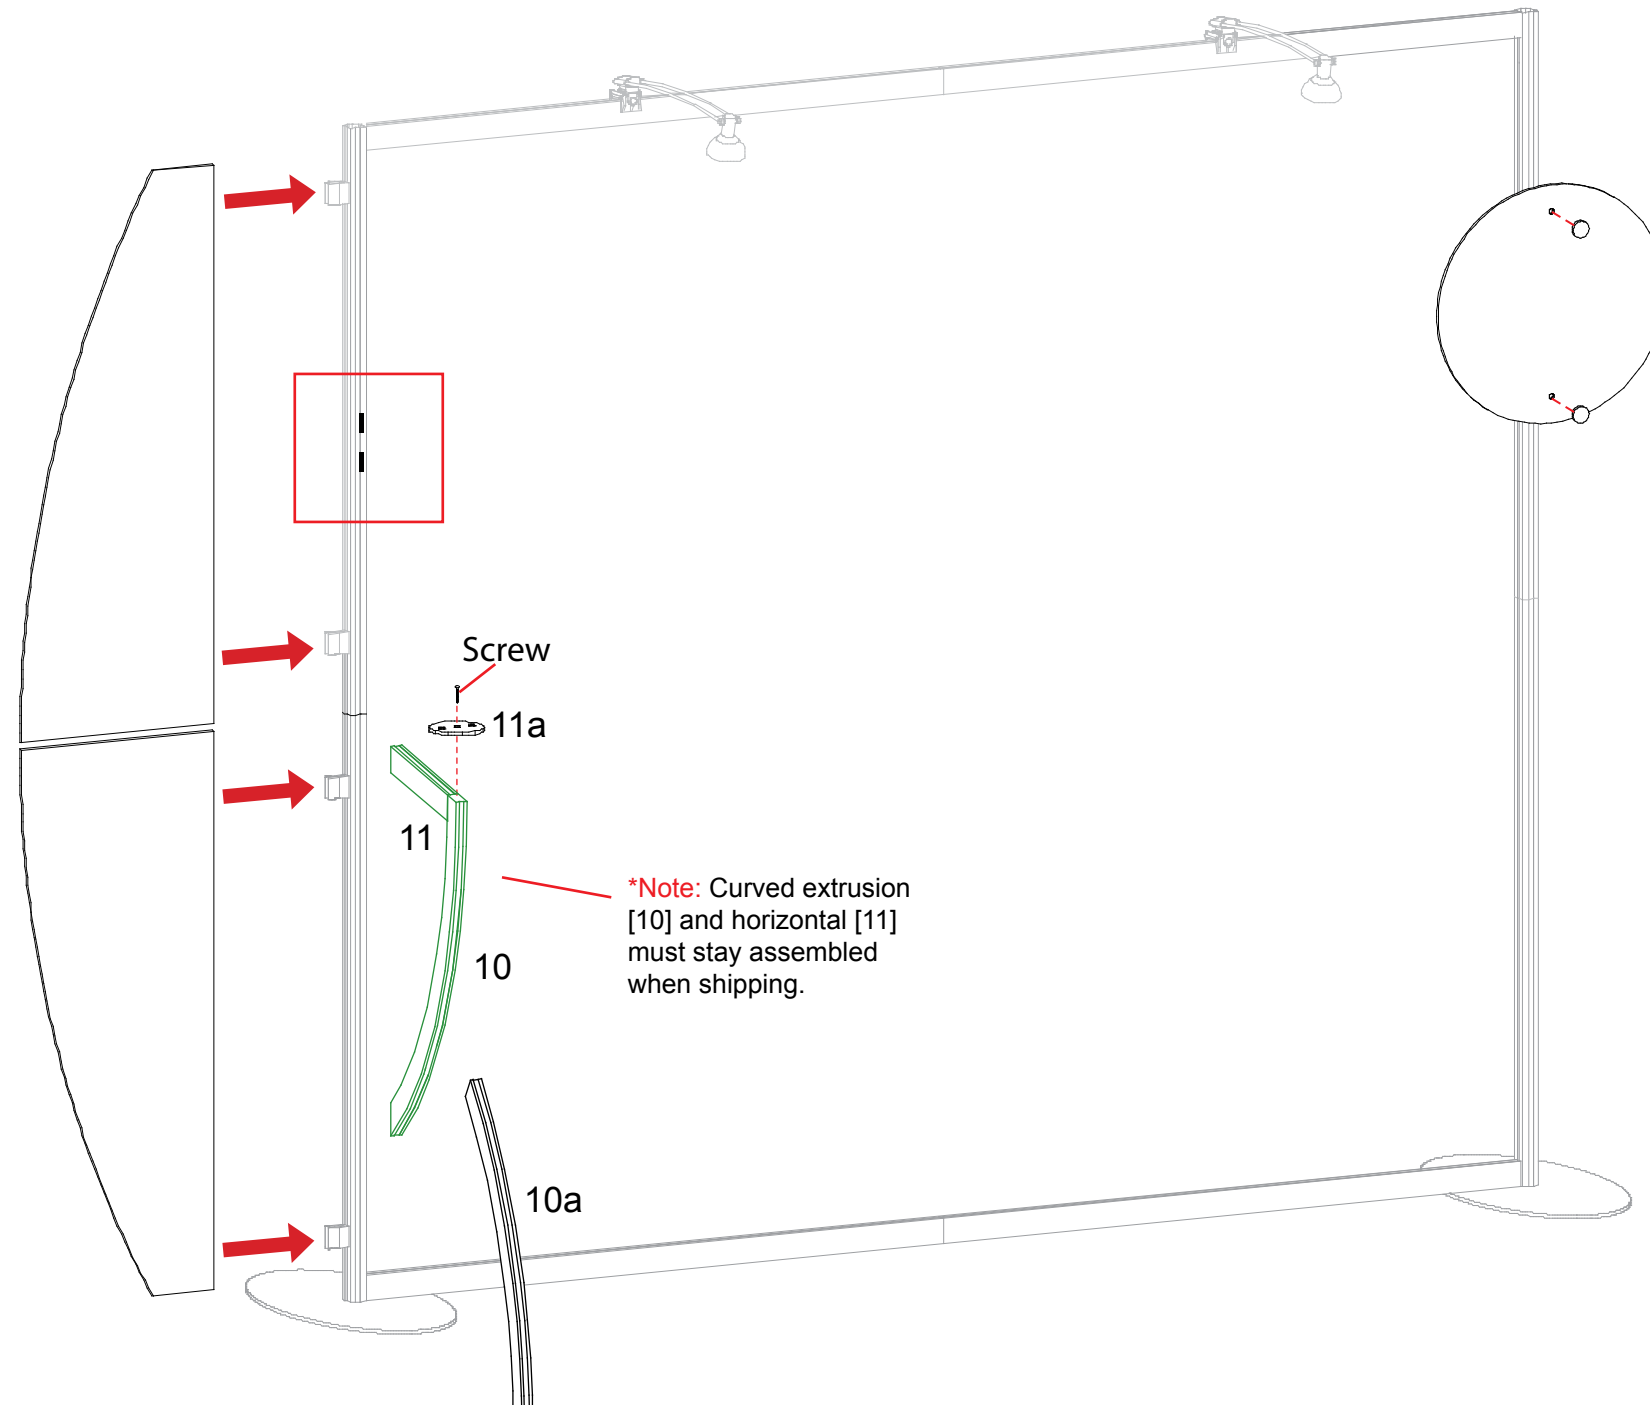 Screw
11a
11
*Note: Curved extrusion
[10] and horizontal [11]
must stay assembled
when shipping.
10
10a